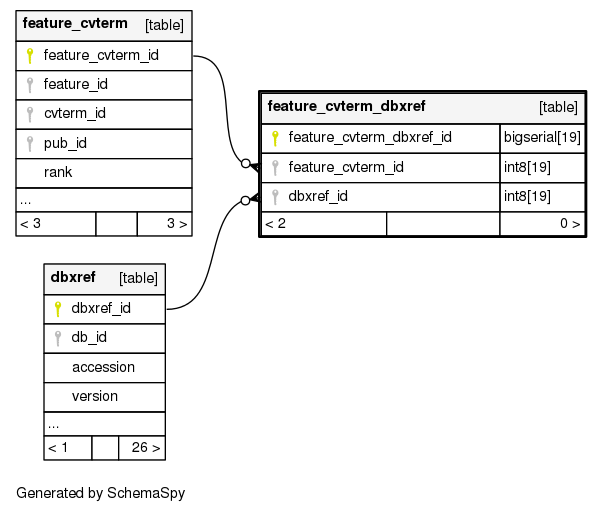 feature_cvterm [table]
feature_cvterm_id
feature_id
cvterm_id
pub_id
rank
...
< 3 3 >
feature_cvterm_dbxref [table]
feature_cvterm_dbxref_id bigserial[19]
feature_cvterm_id int8[19]
dbxref_id int8[19]
< 2 0 >
dbxref [table]
dbxref_id
db_id
accession
version
...
< 1 26 >
Generated by SchemaSpy